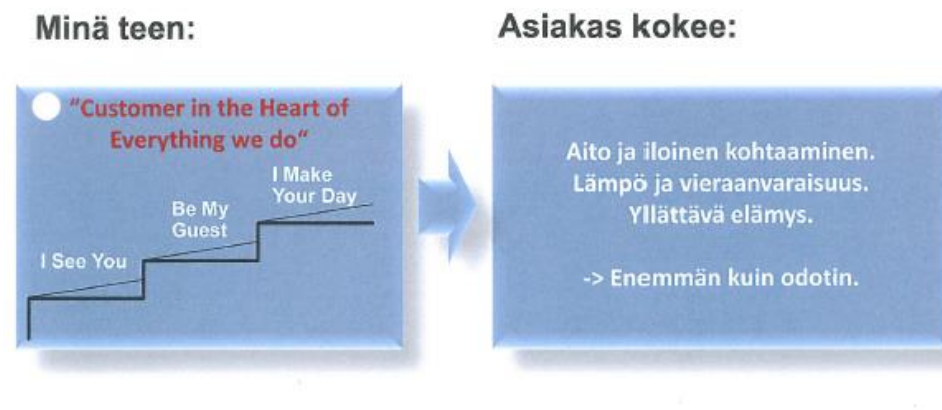 Minä teen:
Asiakas kokee:
"Customer in the Heart of
Everything we do"
I Make
Your Day
Be My
Guest
I See You
Aito ja iloinen kohtaaminen.
Lämpö ja vieraanvaraisuus.
Yllättävä elämys.
-> Enemmän kuin odotin.